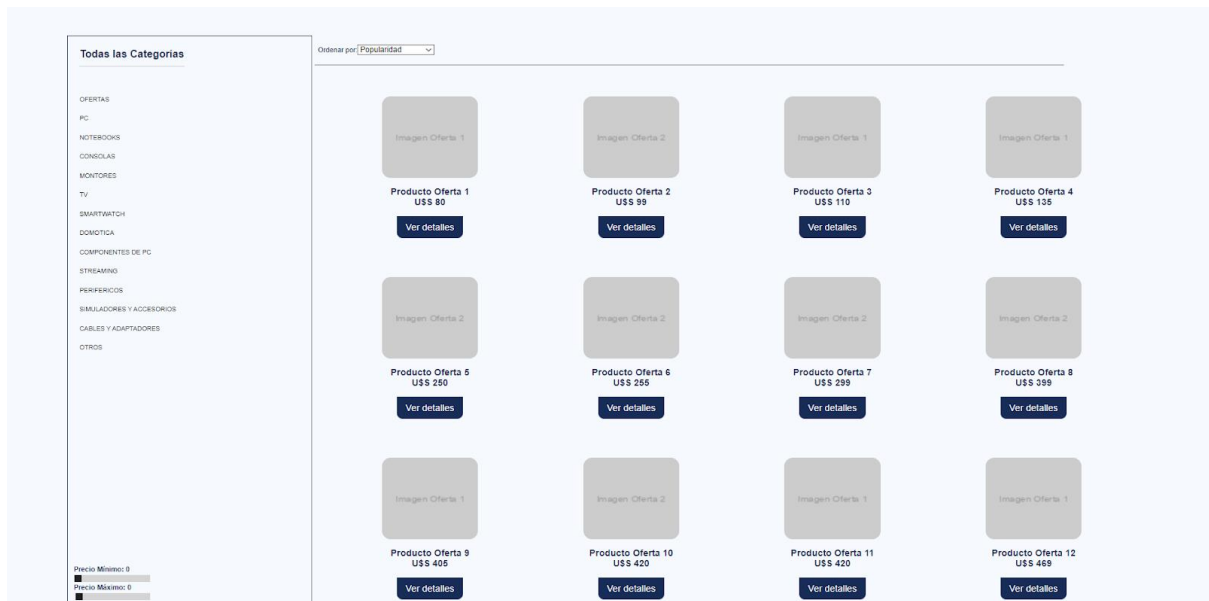 Todas las Categorías
OFERTAS
PC
NOTEBOOKS
CONSOLAS
MONTORES
TV
SMARTWATCH
DOMOTICA
COMPONENTES DE PC
STREAMING
PERIFERICOS
SIMULADORES Y ACCESORIOS
CABLES Y ADAPTADORES
OTROS
Precio Mínimo: 0
Precio Máximo: 0
Ordenar por: Popularidad
Imagen Oferta 1 Imagen Oferta 2 Imagen Oferta 1 Imagen Oferta 1
Producto Oferta 1 Producto Oferta 2 Producto Oferta 3 Producto Oferta 4
U$S 80 U$S 99 U$S 110 U$S 135
Ver detalles Ver detalles Ver detalles Ver detalles
Imagen Oferta 2 Imagen Oferta 2 Imagen Oferta 2 Imagen Oferta 2
Producto Oferta 5 Producto Oferta 6 Producto Oferta 7 Producto Oferta 8
U$S 250 U$S 255 U$S 299 U$S 399
Ver detalles Ver detalles Ver detalles Ver detalles
Imagen Oferta 1 Imagen Oferta 2 Imagen Oferta 1 Imagen Oferta 1
Producto Oferta 9 Producto Oferta 10 Producto Oferta 11 Producto Oferta 12
U$S 405 U$S 420 U$S 420 U$S 469
Ver detalles Ver detalles Ver detalles Ver detalles